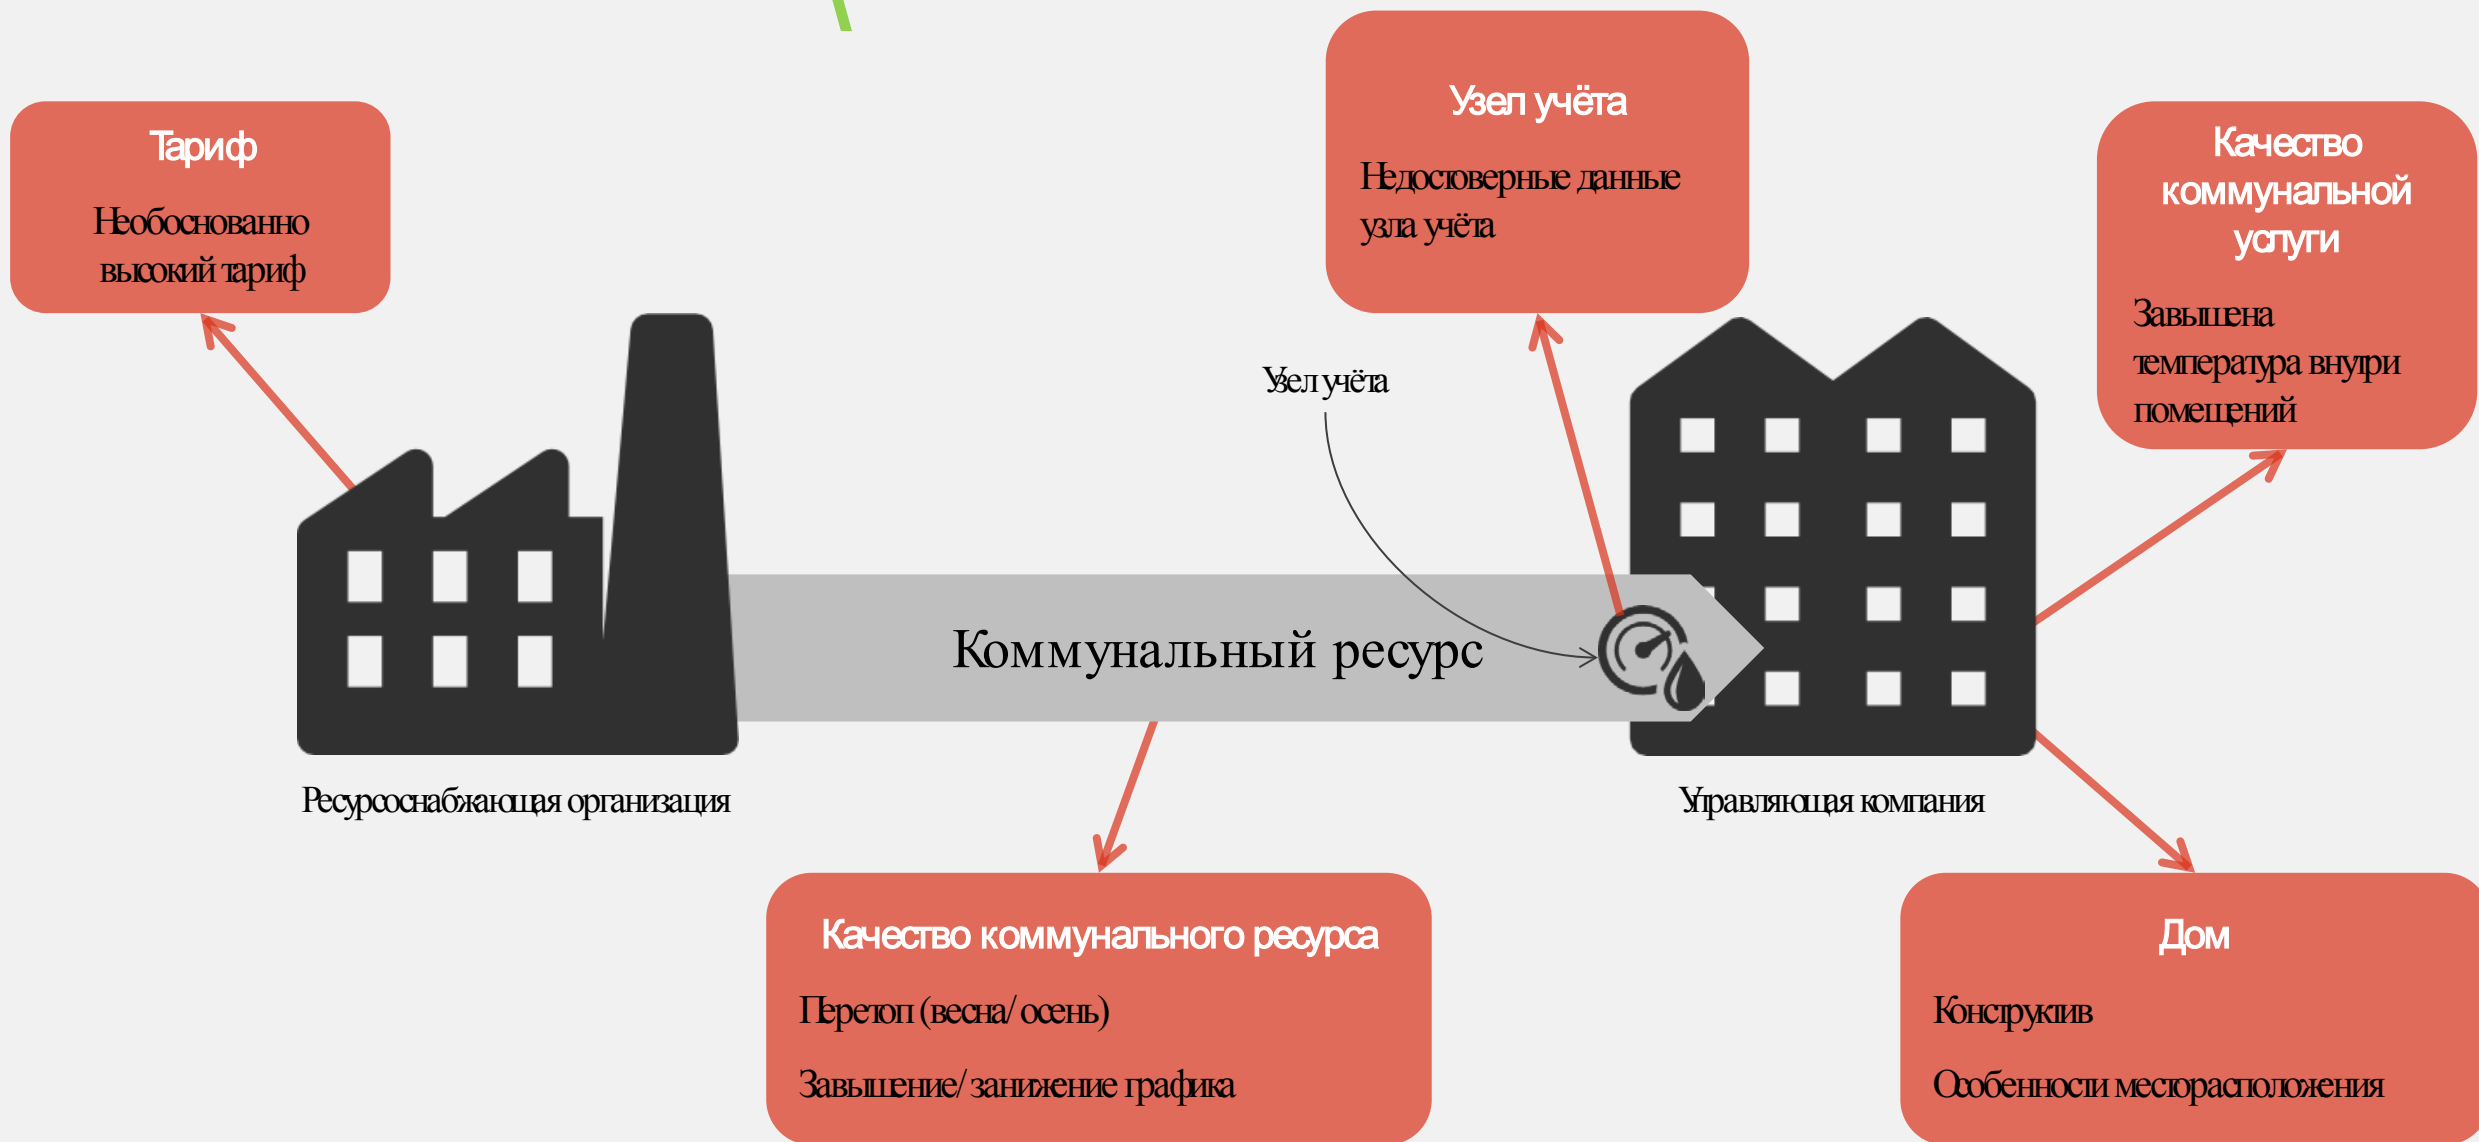 Тариф
Необоснованно
высокий тариф
Узел учёта
Недостоверные данные
узла учёта
Качество
коммунальной
услуги
Завышена
температура внутри
помещений
Узел учёта
Коммунальный ресурс
Ресурсоснабжающая организация
Управляющая компания
Качество коммунального ресурса
Перетоп (весна/ осень)
Завышение/ занижение графика
Дом
Конструктив
Особенности месторасположения